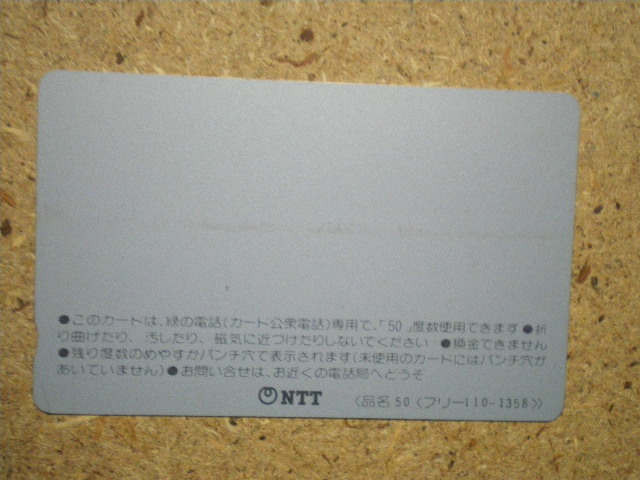 ●このカードは、緑の電話(カード公衆電話)専用で、「50」度数使用できます●折
り曲げたり、汚したり、磁気に近づけたりしないでください ●換金できません
●残り度数のめやすがパンチ穴で表示されます(未使用のカードにはパンチ穴が
あいていません)●お問い合せは、お近くの電話局へどうぞ
NTT 〈品名 50 〈フリー110-1358〉〉